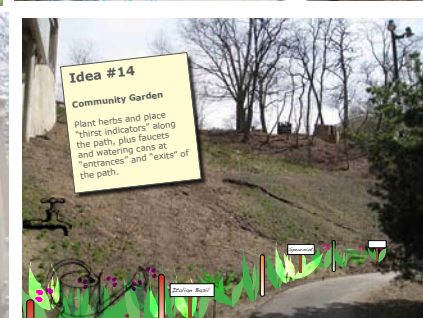 Idea #14
Community Garden
Plant herbs and place
"thirst indicators" along
the path, plus faucets
and watering cans at
"entrances" and "exits" of
the path.
Spearmint
Italian Basil